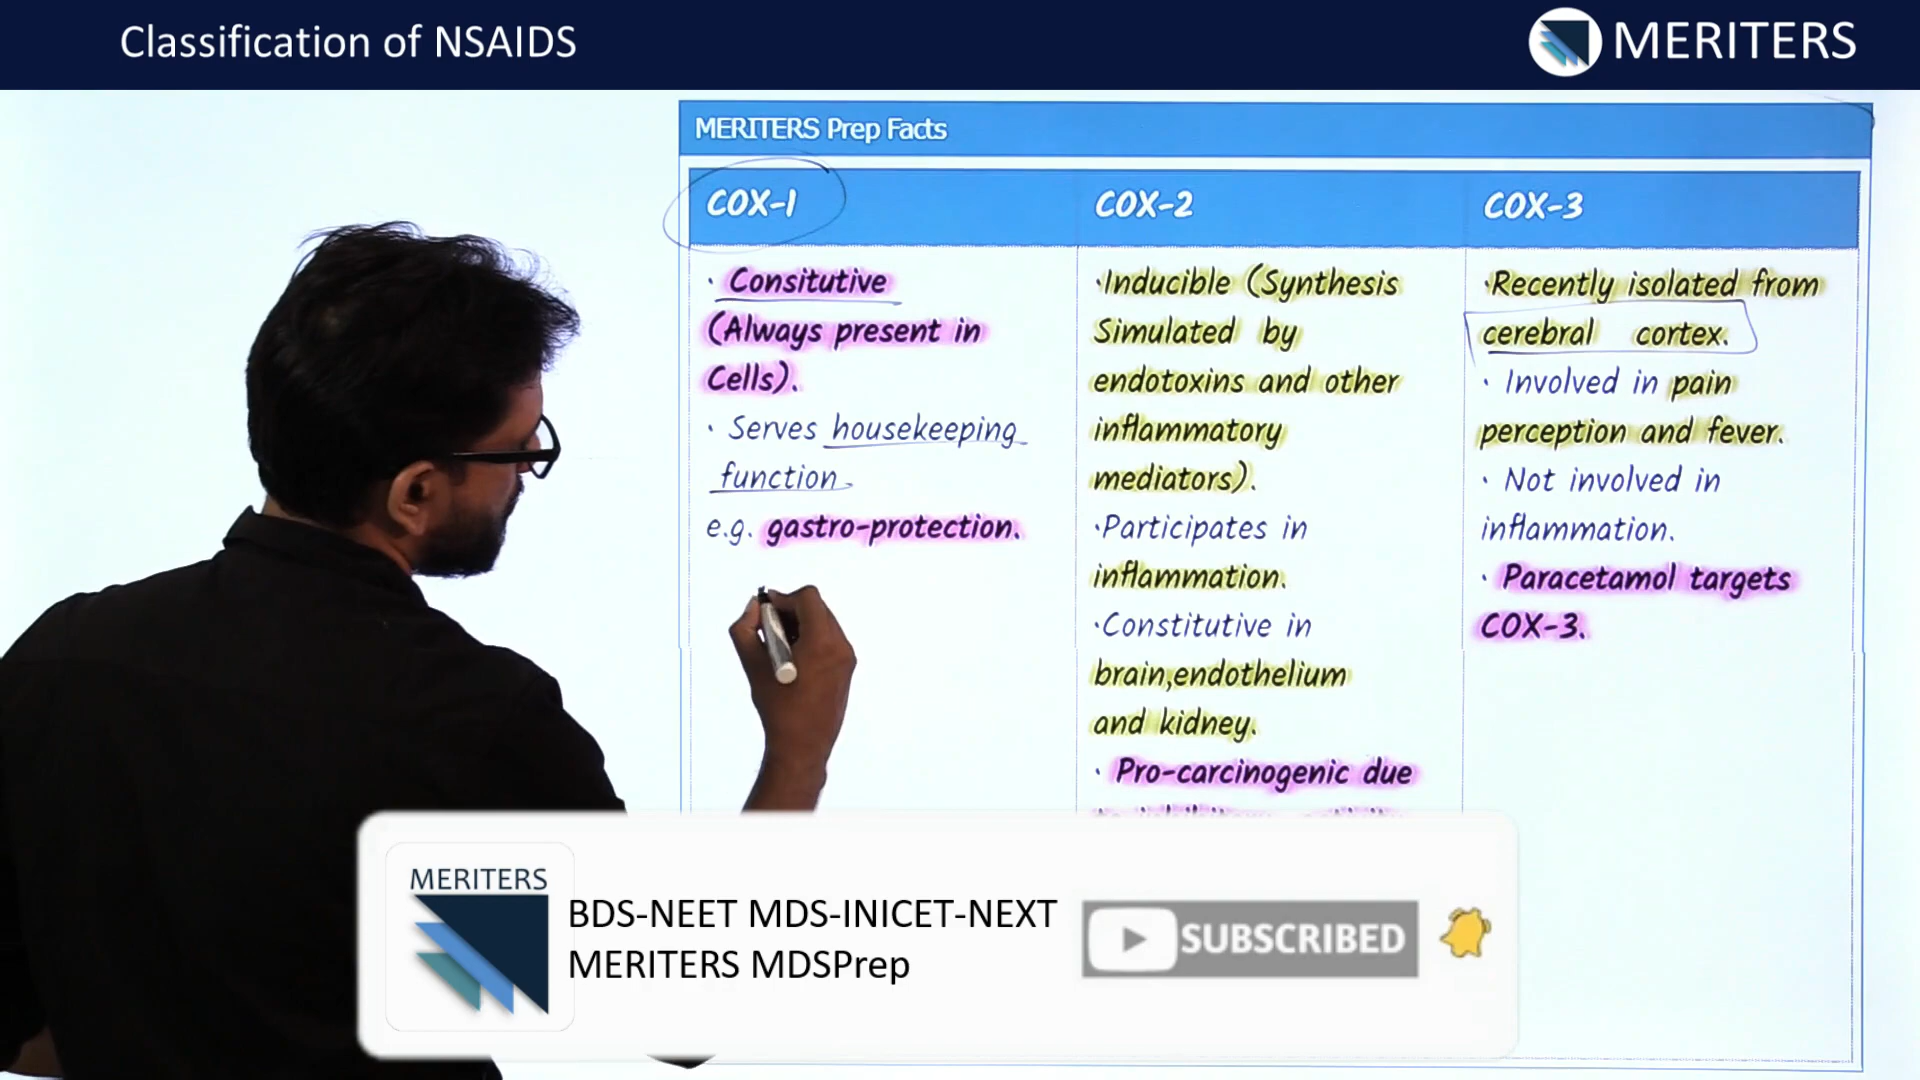 Classification of NSAIDS
MERITERS
MERITERS Prep Facts
COX-1
· Consitutive
(Always present in
Cells).
· Serves housekeeping
function
e.g. gastro-protection.
COX-2
·Inducible (Synthesis
Simulated by
endotoxins and other
inflammatory
mediators).
·Participates in
inflammation.
·Constitutive in
brain,endothelium
and kidney.
· Pro-carcinogenic due
COX-3
·Recently isolated from
cerebral cortex.
· Involved in pain
perception and fever.
· Not involved in
inflammation.
· Paracetamol targets
COX-3.
MERITERS
BDS-NEET MDS-INICET-NEXT
MERITERS MDSPrep
SUBSCRIBED